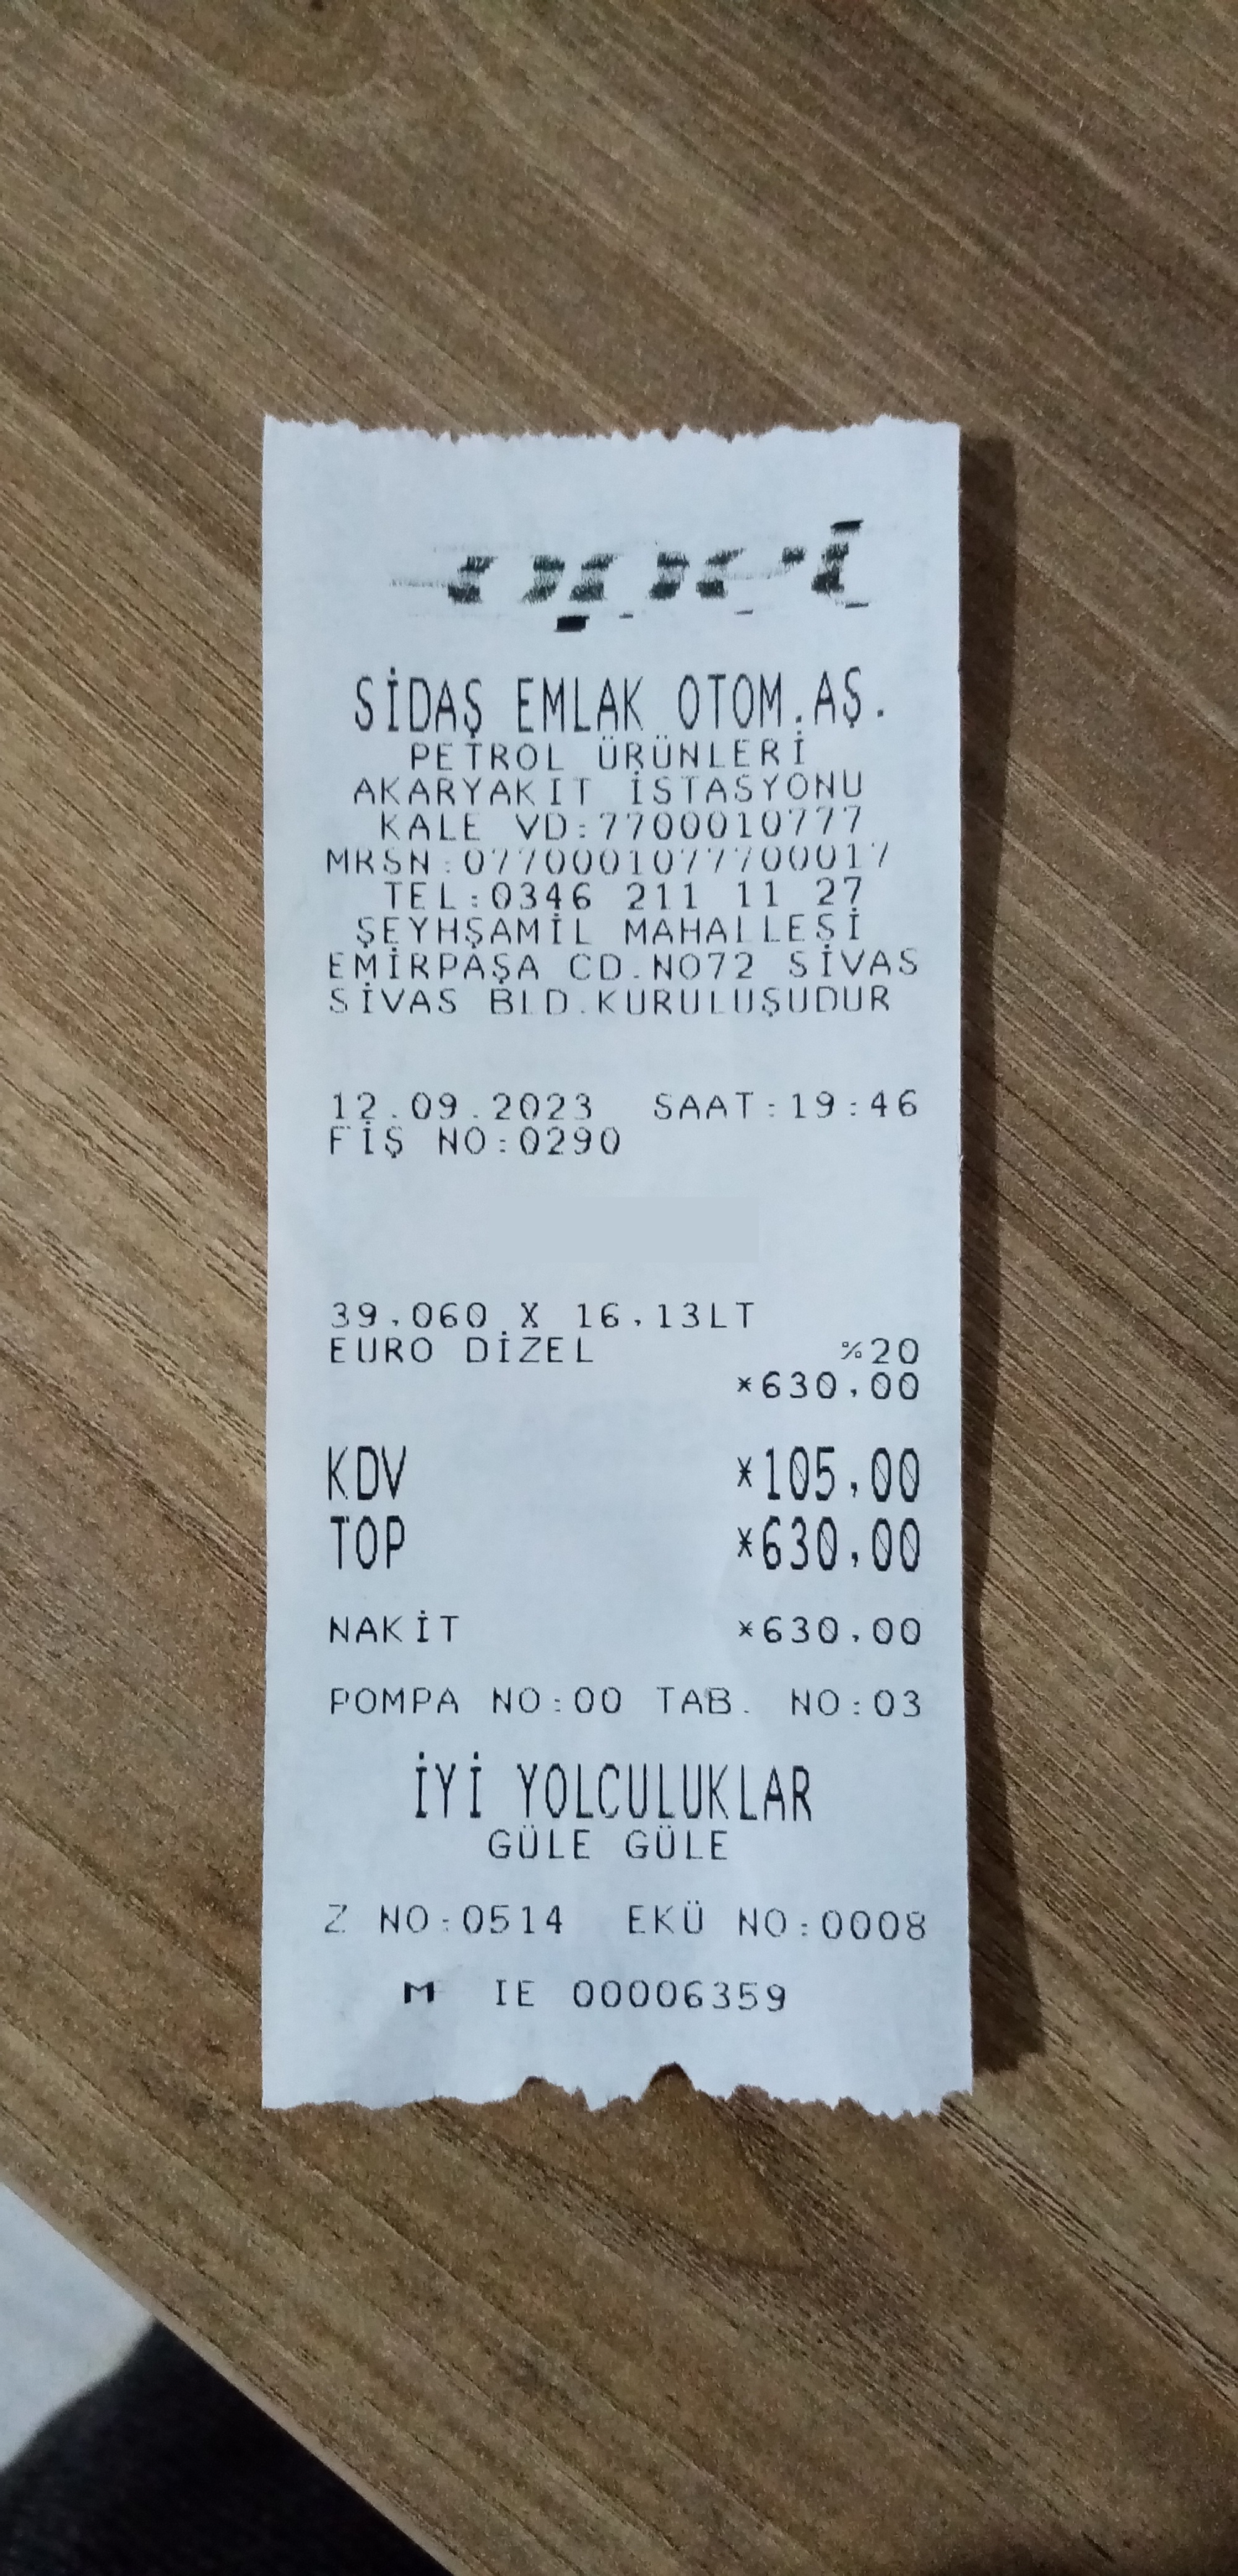 SİDAŞ EMLAK OTOM.AŞ.
PETROL ÜRÜNLERİ
AKARYAKIT İSTASYONU
KALE VD:7700010777
MRSN:0770001077700017
TEL:0346 211 11 27
ŞEYHŞAMİL MAHALLESİ
EMİRPAŞA CD.NO72 SİVAS
SİVAS BLD.KURULUŞUDUR
12.09.2023 SAAT:19:46
FİŞ NO:0290
39,060 X 16,13LT
EURO DİZEL %20
*630,00
KDV *105,00
TOP *630,00
NAKİT *630,00
POMPA NO:00 TAB. NO:03
İYİ YOLCULUKLAR
GÜLE GÜLE
Z NO:0514 EKÜ NO:0008
M IE 00006359